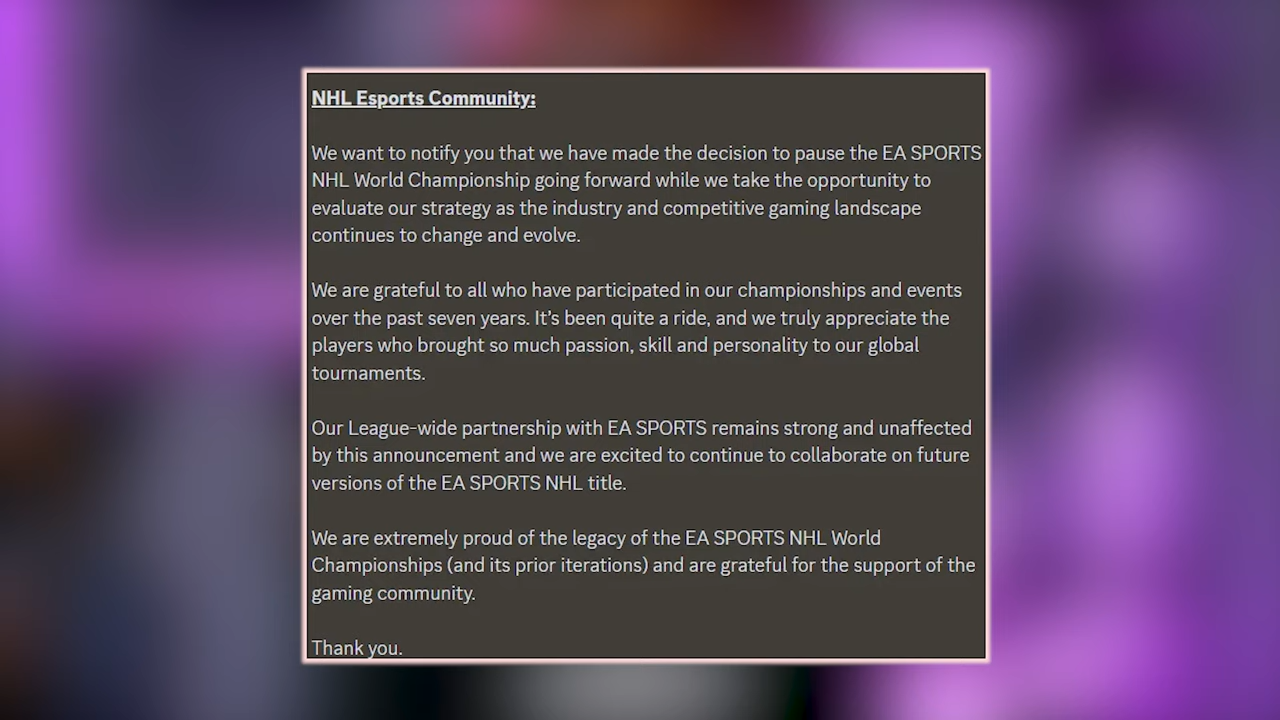 NHL Esports Community:
We want to notify you that we have made the decision to pause the EA SPORTS
NHL World Championship going forward while we take the opportunity to
evaluate our strategy as the industry and competitive gaming landscape
continues to change and evolve.
We are grateful to all who have participated in our championships and events
over the past seven years. It’s been quite a ride, and we truly appreciate the
players who brought so much passion, skill and personality to our global
tournaments.
Our League-wide partnership with EA SPORTS remains strong and unaffected
by this announcement and we are excited to continue to collaborate on future
versions of the EA SPORTS NHL title.
We are extremely proud of the legacy of the EA SPORTS NHL World
Championships (and its prior iterations) and are grateful for the support of the
gaming community.
Thank you.